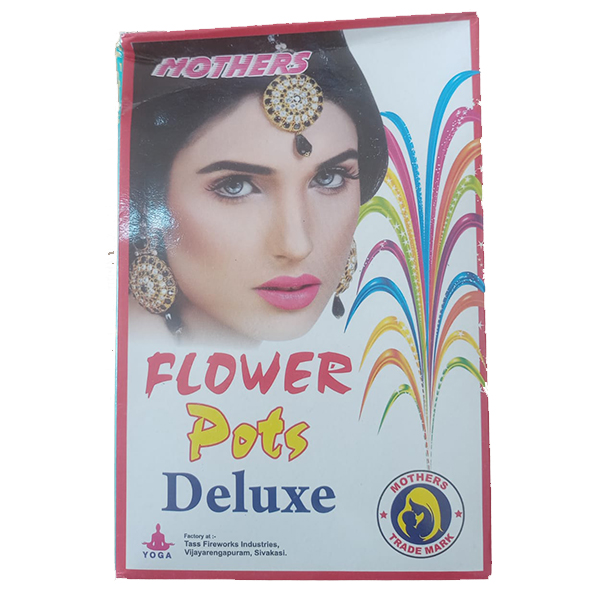 MOTHERS
FLOWER
Pots
Deluxe
MOTHERS
TRADE MARK
YOGA
Factory at :-
Tass Fireworks Industries,
Vijayarengapuram, Sivakasi.